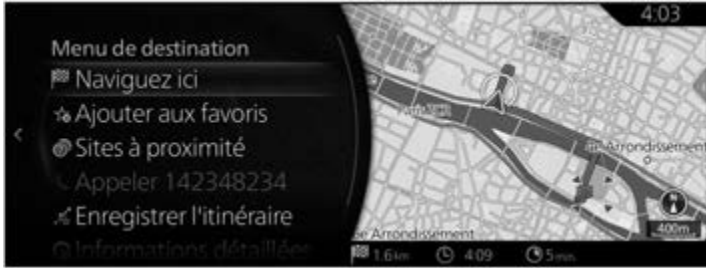 4:03
Menu de destination
Naviguez ici
Ajouter aux favoris
Sites à proximité
Appeler 142348234
Enregistrer l'itinéraire
Informations détaillées
Arrondissement
Arrondissement
400m
1.6km 4:09 5min.